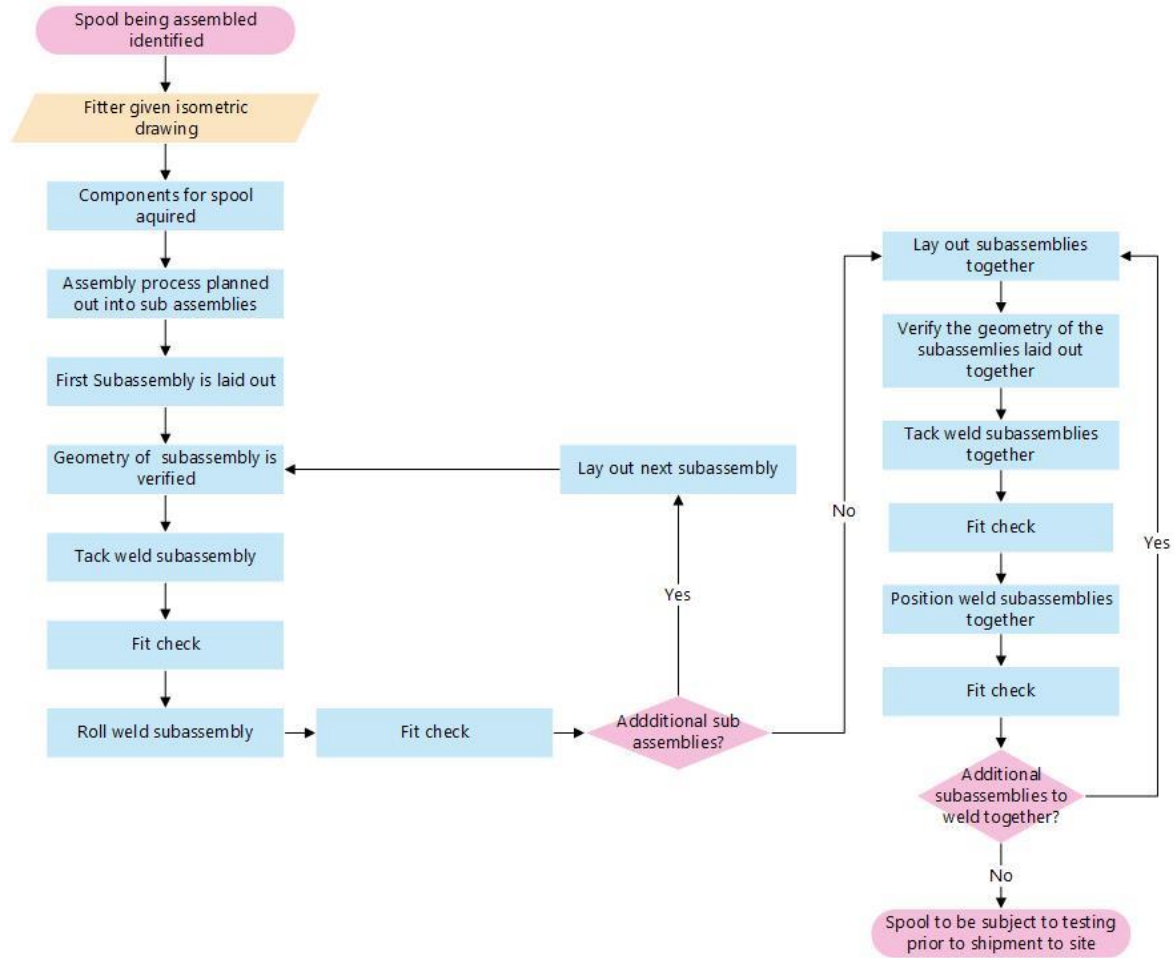 Spool being assembled
identified
Fitter given isometric
drawing
Components for spool
aquired
Assembly process planned
out into sub assemblies
First Subassembly is laid out
Geometry of  subassembly is
verified
Tack weld subassembly
Fit check
Roll weld subassembly
Fit check
Addditional sub
assemblies?
Yes
Lay out next subassembly
No
Lay out subassemblies
together
Verify the geometry of the
subassemlies laid out
together
Tack weld subassemblies
together
Fit check
Position weld subassemblies
together
Fit check
Additional
subassemblies to
weld together?
Yes
No
Spool to be subject to testing
prior to shipment to site